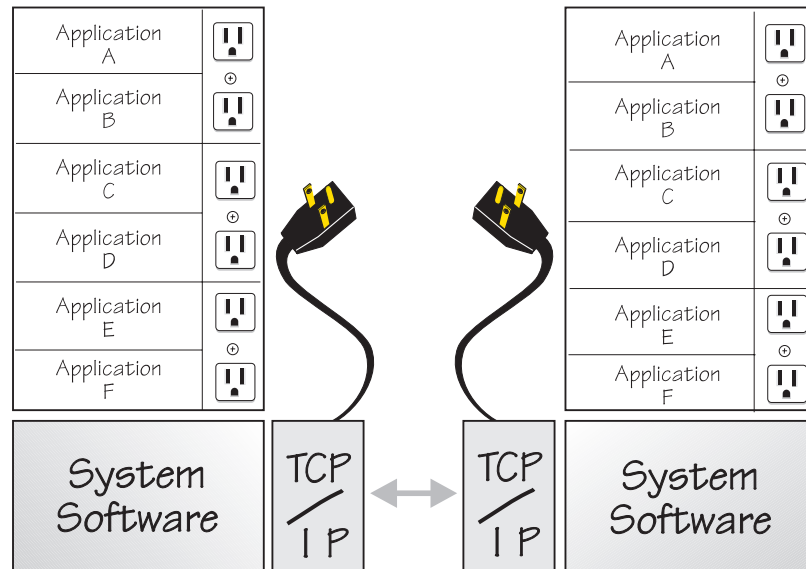 Application
A
Application
B
Application
C
Application
D
Application
E
Application
F
System
Software
TCP
/
IP
TCP
/
IP
Application
A
Application
B
Application
C
Application
D
Application
E
Application
F
System
Software